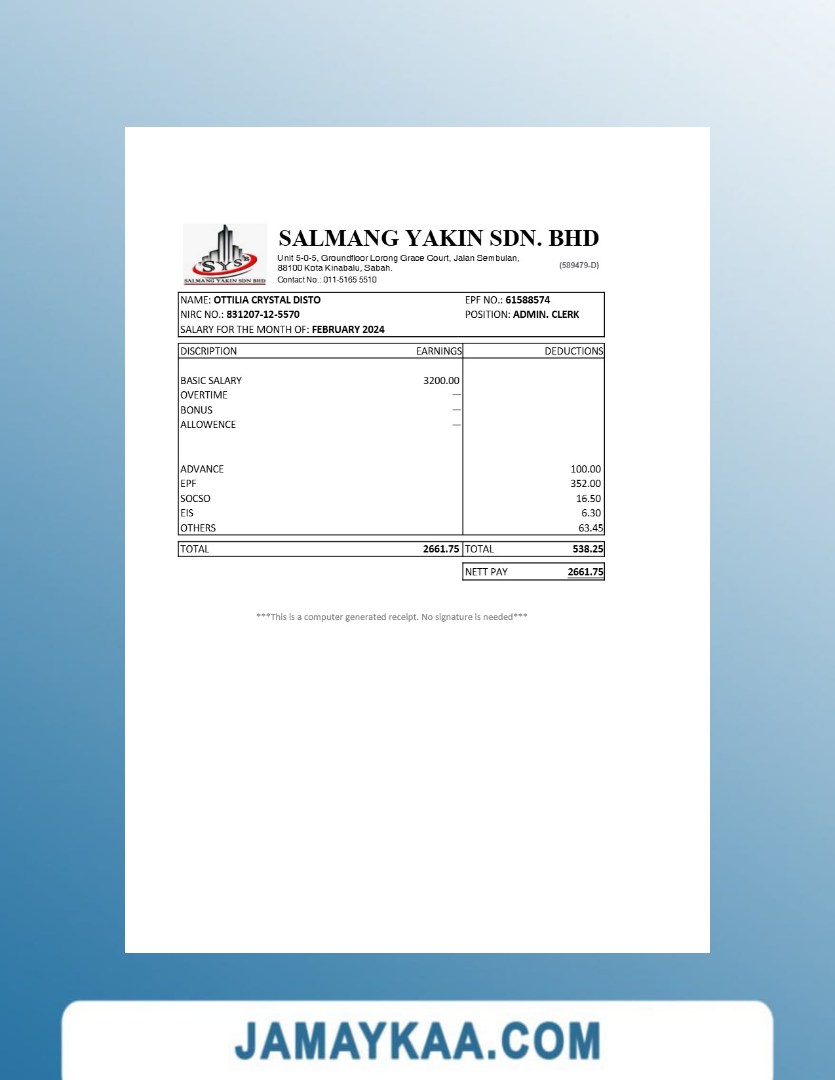 SYSB
SALMANG YAKIN SDN BHD
SALMANG YAKIN SDN. BHD
Unit 5-0-5, Groundfloor Lorong Grace Court, Jalan Sembulan,
88100 Kota Kinabalu, Sabah.
(589479-D)
Contact No.: 011-5165 5510
NAME: OTTILIA CRYSTAL DISTO EPF NO.: 61588574
NIRC NO.: 831207-12-5570 POSITION: ADMIN. CLERK
SALARY FOR THE MONTH OF: FEBRUARY 2024
DISCRIPTION EARNINGS DEDUCTIONS
BASIC SALARY 3200.00
OVERTIME —
BONUS —
ALLOWENCE —
ADVANCE 100.00
EPF 352.00
SOCSO 16.50
EIS 6.30
OTHERS 63.45
TOTAL 2661.75 TOTAL 538.25
NETT PAY 2661.75
***This is a computer generated receipt. No signature is needed***
JAMAYKAA.COM